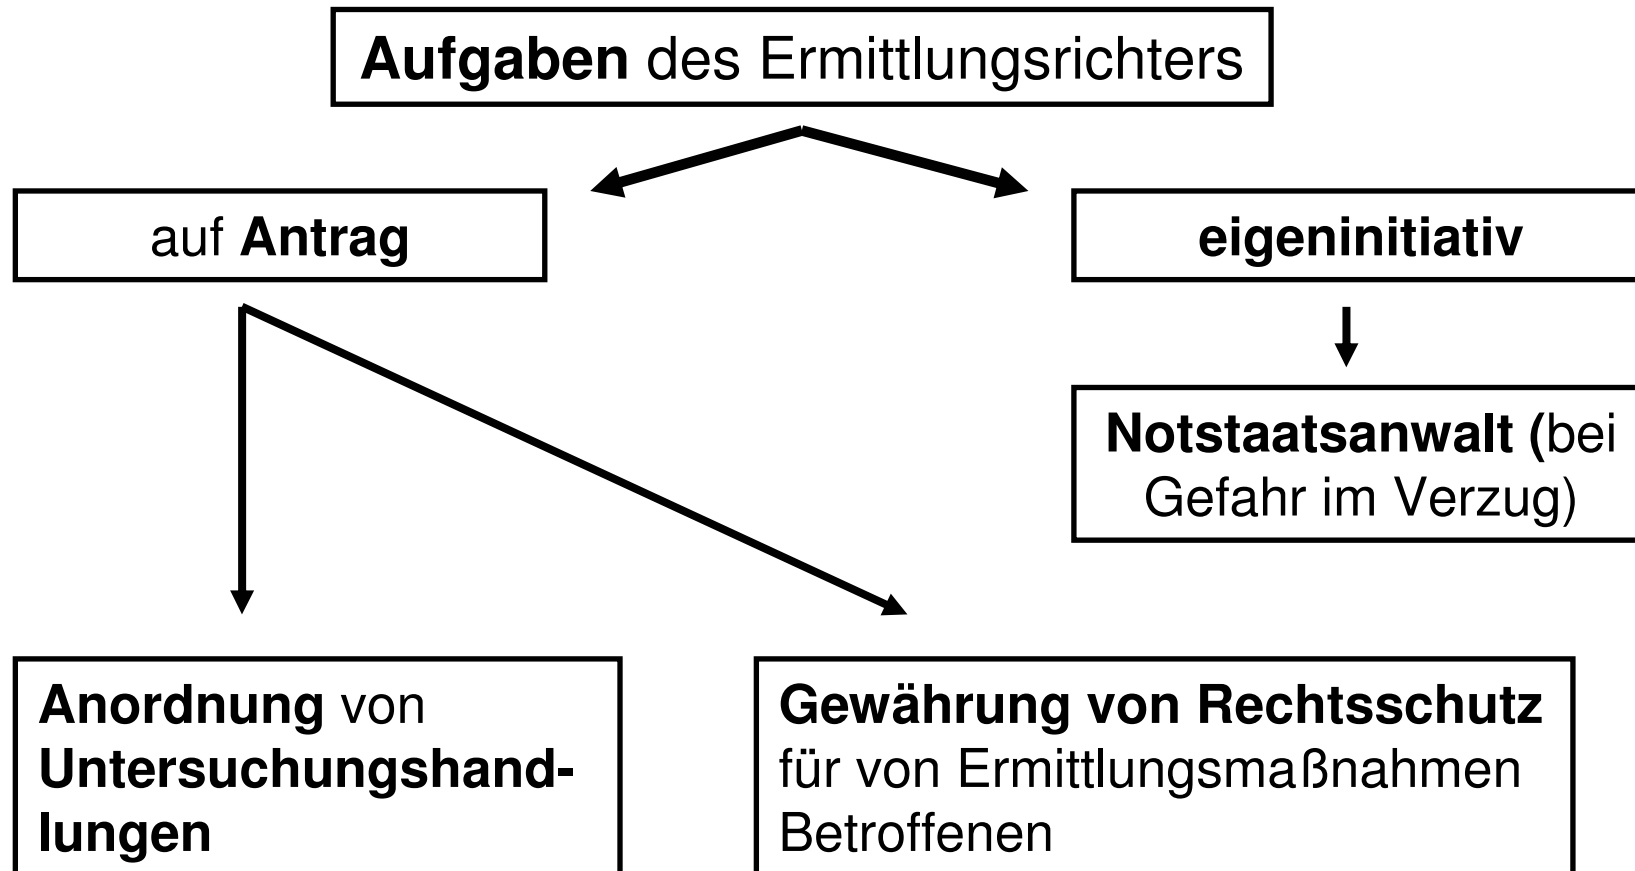 Aufgaben des Ermittlungsrichters
auf Antrag
eigeninitiativ
Notstaatsanwalt (bei
Gefahr im Verzug)
Anordnung von
Untersuchungshand-
lungen
Gewährung von Rechtsschutz
für von Ermittlungsmaßnahmen
Betroffenen